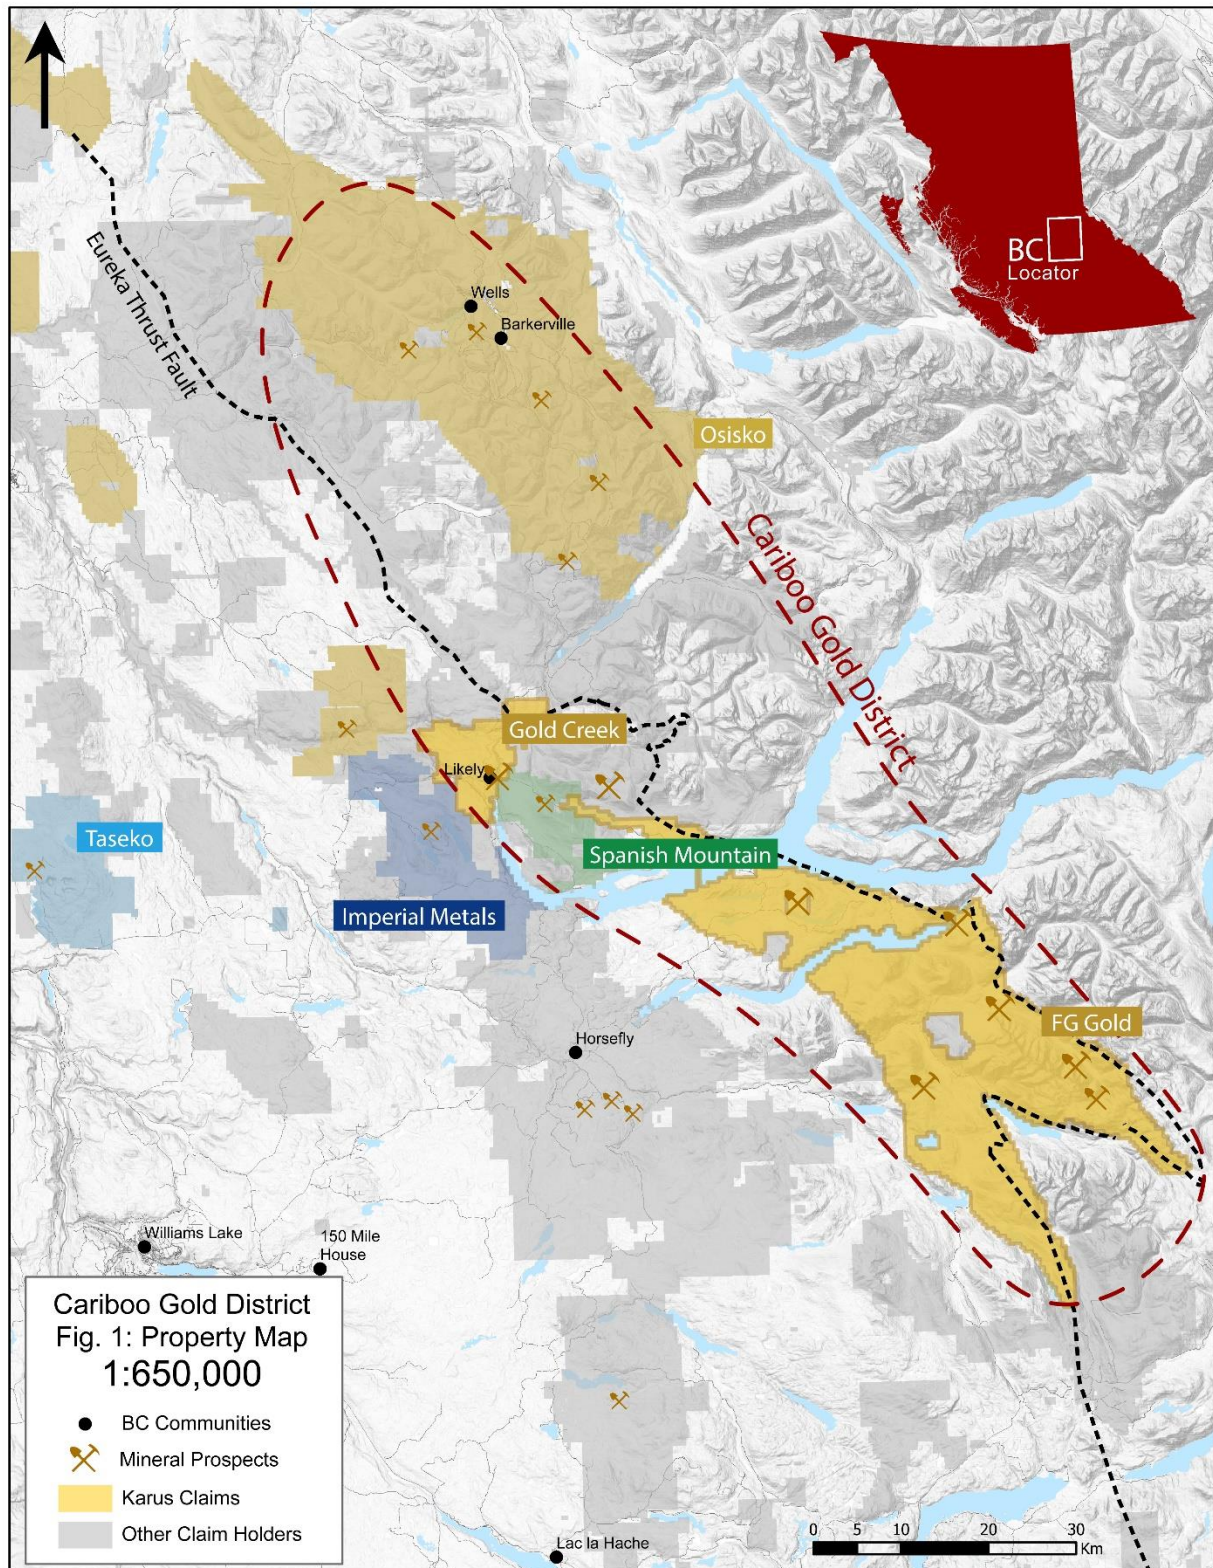 BC
Locator
Eureka Thrust Fault
Wells
Barkerville
Osisko
Cariboo Gold District
Gold Creek
Likely
Taseko
Spanish Mountain
Imperial Metals
FG Gold
Horsefly
Williams Lake
150 Mile
House
Cariboo Gold District
Fig. 1: Property Map
1:650,000
BC Communities
Mineral Prospects
Karus Claims
Other Claim Holders
Lac la Hache
0 5 10 20 30
Km